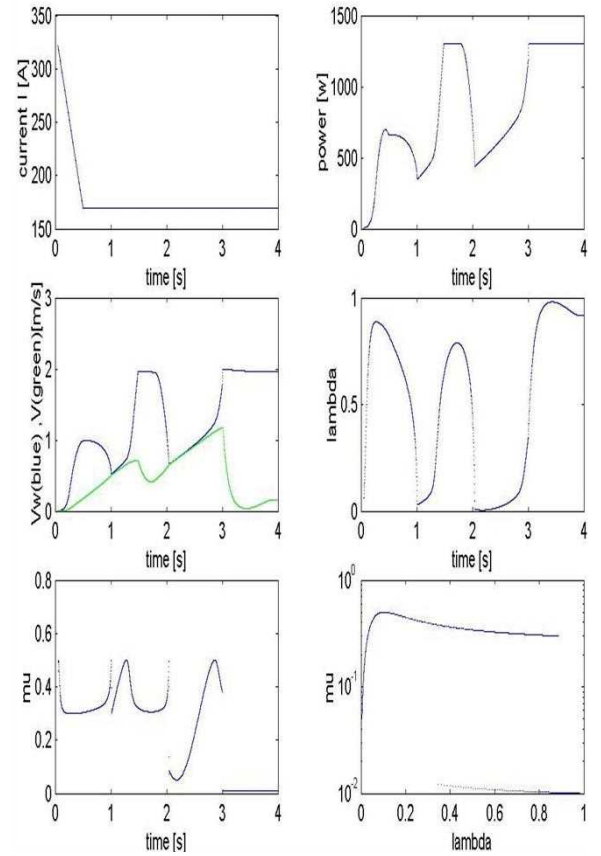 current I [A]
350
300
250
200
150
0 1 2 3 4
time [s]
power [w]
1500
1000
500
0
0 1 2 3 4
time [s]
Vw(blue) ,V(green)[m/s]
3
2
1
0
0 1 2 3 4
time [s]
lambda
1
0.5
0
0 1 2 3 4
time [s]
mu
0.8
0.6
0.4
0.2
0
0 1 2 3 4
time [s]
mu
10^0
10^-1
10^-2
0 0.2 0.4 0.6 0.8 1
lambda